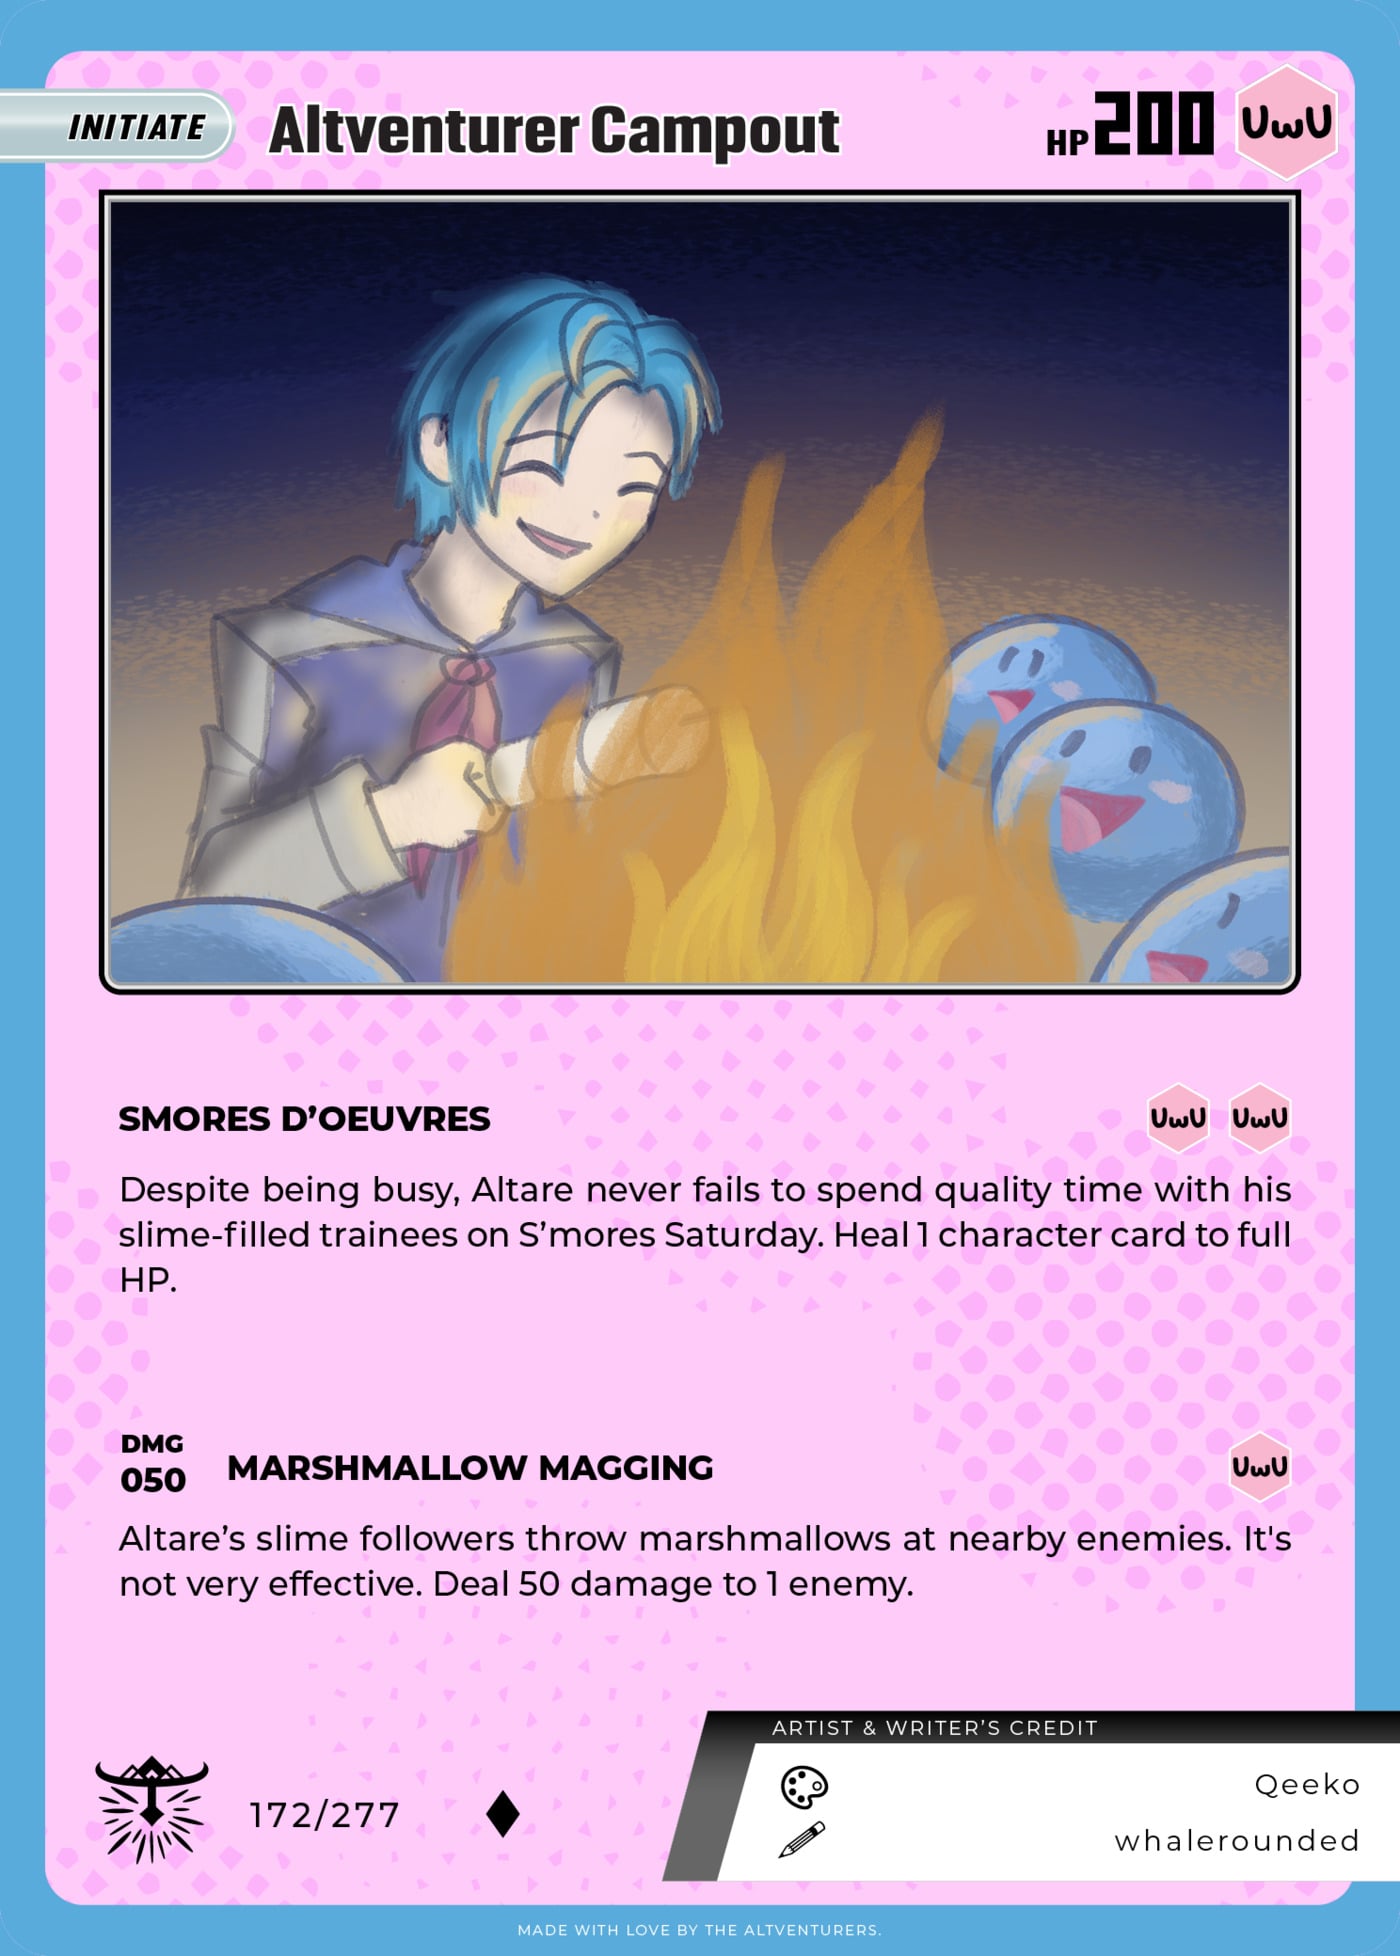 INITIATE
Altventurer Campout
HP 200
UwU
SMORES D’OEUVRES
UwU UwU
Despite being busy, Altare never fails to spend quality time with his
slime-filled trainees on S’mores Saturday. Heal 1 character card to full
HP.
DMG
050
MARSHMALLOW MAGGING
UwU
Altare’s slime followers throw marshmallows at nearby enemies. It's
not very effective. Deal 50 damage to 1 enemy.
ARTIST & WRITER’S CREDIT
172/277
Qeeko
whalerounded
MADE WITH LOVE BY THE ALTVENTURERS.